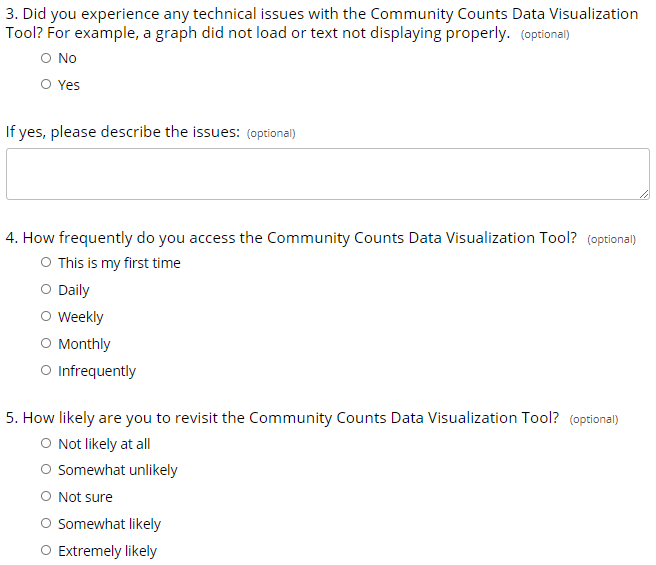 3. Did you experience any technical issues with the Community Counts Data Visualization
Tool? For example, a graph did not load or text not displaying properly. (optional)
No
Yes
If yes, please describe the issues: (optional)
4. How frequently do you access the Community Counts Data Visualization Tool? (optional)
This is my first time
Daily
Weekly
Monthly
Infrequently
5. How likely are you to revisit the Community Counts Data Visualization Tool? (optional)
Not likely at all
Somewhat unlikely
Not sure
Somewhat likely
Extremely likely